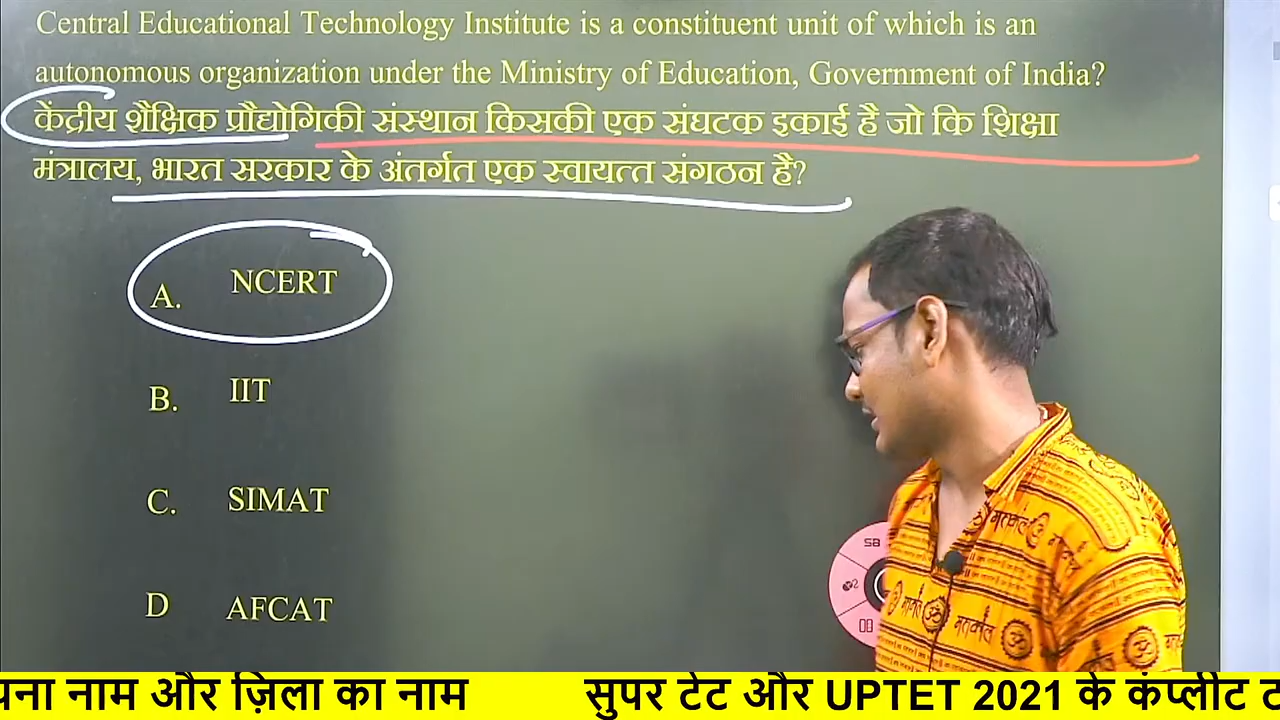 Central Educational Technology Institute is a constituent unit of which is an
autonomous organization under the Ministry of Education, Government of India?
केंद्रीय शैक्षिक प्रौद्योगिकी संस्थान किसकी एक संघटक इकाई है जो कि शिक्षा
मंत्रालय, भारत सरकार के अंतर्गत एक स्वायत्त संगठन है?
A. NCERT
B. IIT
C. SIMAT
D AFCAT
नाम और ज़िला का नाम सुपर टेट और UPTET 2021 के कंप्लीट